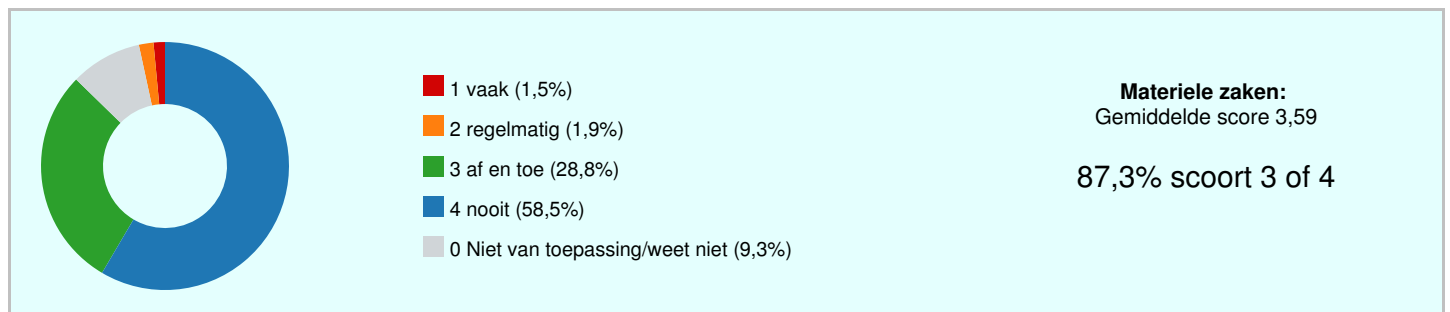 1 vaak (1,5%)
2 regelmatig (1,9%)
3 af en toe (28,8%)
4 nooit (58,5%)
0 Niet van toepassing/weet niet (9,3%)
Materiele zaken:
Gemiddelde score 3,59
87,3% scoort 3 of 4